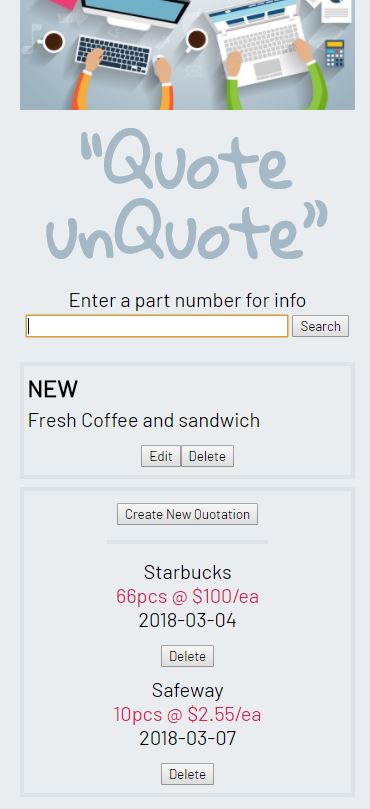 "Quote
unQuote"
Enter a part number for info
Search
NEW
Fresh Coffee and sandwich
Edit Delete
Create New Quotation
Starbucks
66pcs @ $100/ea
2018-03-04
Delete
Safeway
10pcs @ $2.55/ea
2018-03-07
Delete